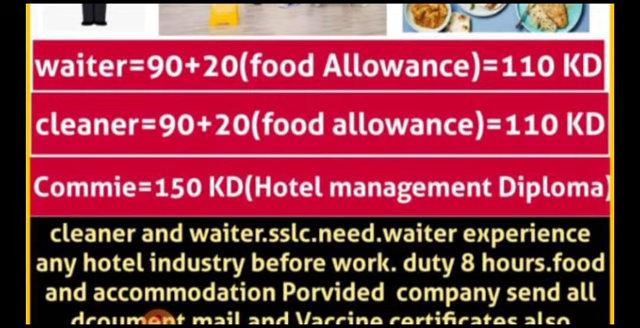 waiter=90+20(food Allowance)=110 KD
cleaner=90+20(food allowance)=110 KD
Commie=150 KD(Hotel management Diploma)
cleaner and waiter.sslc.need.waiter experience
any hotel industry before work. duty 8 hours.food
and accommodation Porvided company send all
dcoument mail and Vaccine certificates also